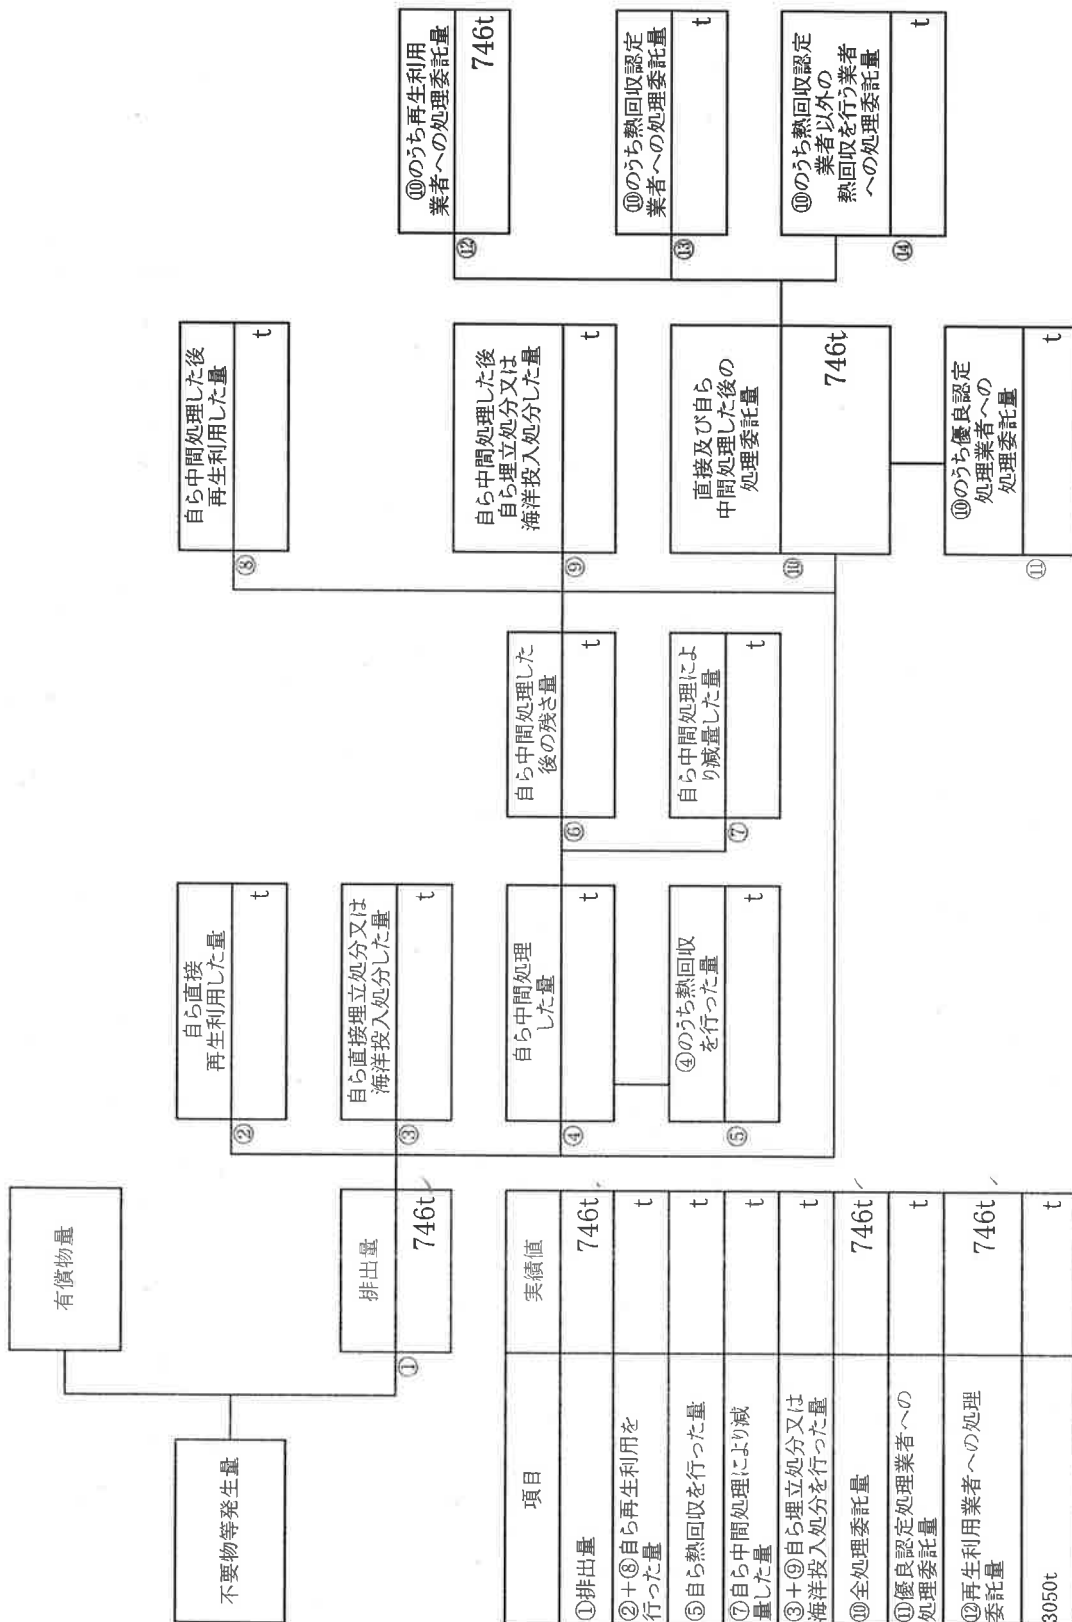 不要物等発生量
有償物量
排出量
①
746t
自ら直接
再生利用した量
②
t
自ら直接埋立処分又は
海洋投入処分した量
③
t
自ら中間処理
した量
④
t
④のうち熱回収
を行った量
⑤
t
自ら中間処理した
後の残さ量
⑥
t
自ら中間処理によ
り減量した量
⑦
t
自ら中間処理した後
再生利用した量
⑧
t
自ら中間処理した後
自ら埋立処分又は
海洋投入処分した量
⑨
t
直接及び自ら
中間処理した後の
処理委託量
⑩
746t
⑩のうち優良認定
処理業者への
処理委託量
⑪
t
⑩のうち再生利用
業者への処理委託量
⑫
746t
⑩のうち熱回収認定
業者への処理委託量
⑬
t
⑩のうち熱回収認定
業者以外の
熱回収を行う業者
への処理委託量
⑭
t
項目 実績値
①排出量 746t
②+⑧自ら再生利用を
行った量 t
⑤自ら熱回収を行った量 t
⑦自ら中間処理により減
量した量 t
③+⑨自ら埋立処分又は
海洋投入処分を行った量 t
⑩全処理委託量 746t
⑪優良認定処理業者への
処理委託量 t
⑫再生利用業者への処理
委託量 746t
3050t t